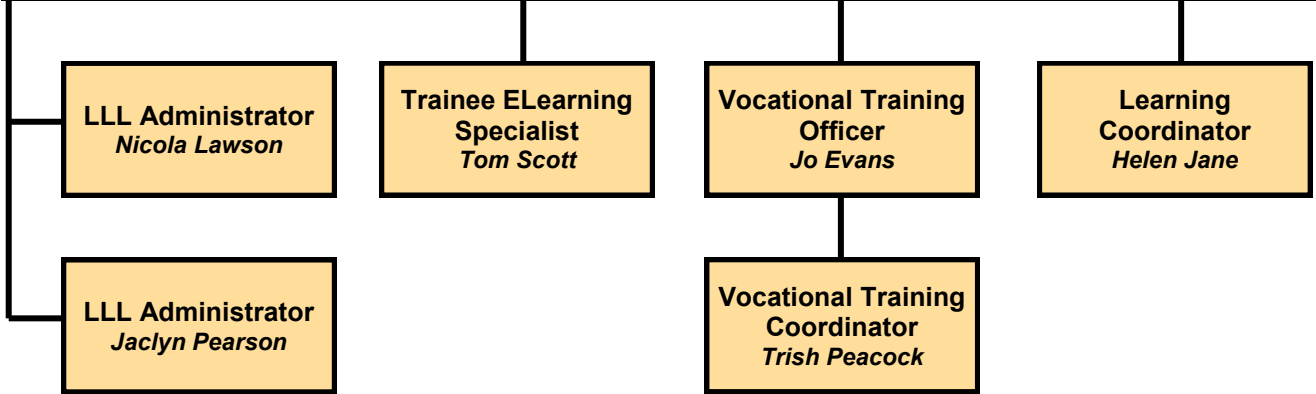 LLL Administrator
Nicola Lawson
Trainee ELearning
Specialist
Tom Scott
Vocational Training
Officer
Jo Evans
Learning
Coordinator
Helen Jane
LLL Administrator
Jaclyn Pearson
Vocational Training
Coordinator
Trish Peacock